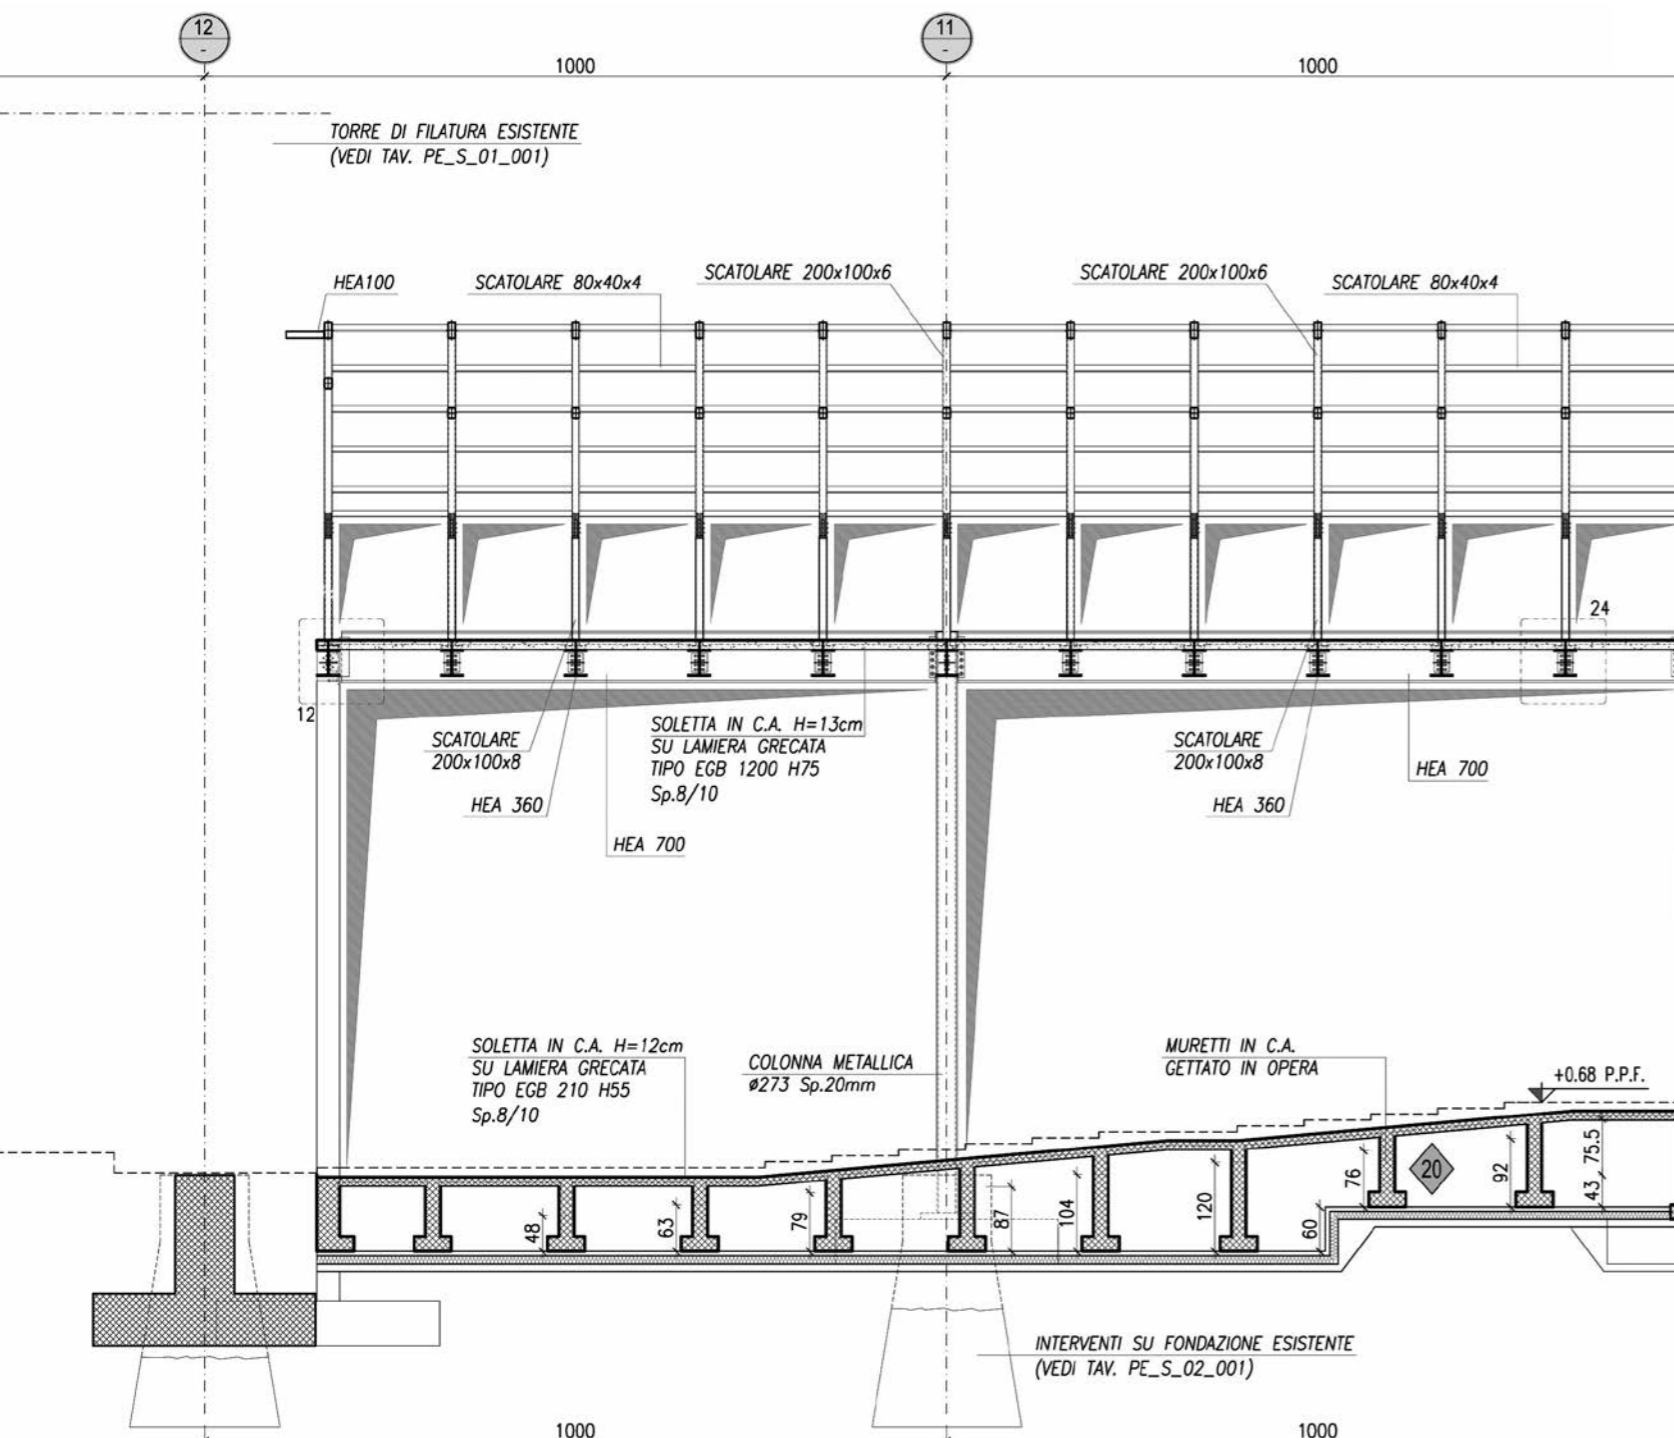 12
-
11
-
1000
1000
TORRE DI FILATURA ESISTENTE
(VEDI TAV. PE_S_01_001)
HEA100
SCATOLARE 80x40x4
SCATOLARE 200x100x6
SCATOLARE 200x100x6
SCATOLARE 80x40x4
24
12
SCATOLARE
200x100x8
HEA 360
SOLETTA IN C.A. H=13cm
SU LAMIERA GRECATA
TIPO EGB 1200 H75
Sp.8/10
HEA 700
SCATOLARE
200x100x8
HEA 360
HEA 700
SOLETTA IN C.A. H=12cm
SU LAMIERA GRECATA
TIPO EGB 210 H55
Sp.8/10
COLONNA METALLICA
ø273 Sp.20mm
MURETTI IN C.A.
GETTATO IN OPERA
+0.68 P.P.F.
48
63
79
87
104
120
60
76
20
92
75.5
43
INTERVENTI SU FONDAZIONE ESISTENTE
(VEDI TAV. PE_S_02_001)
1000
1000